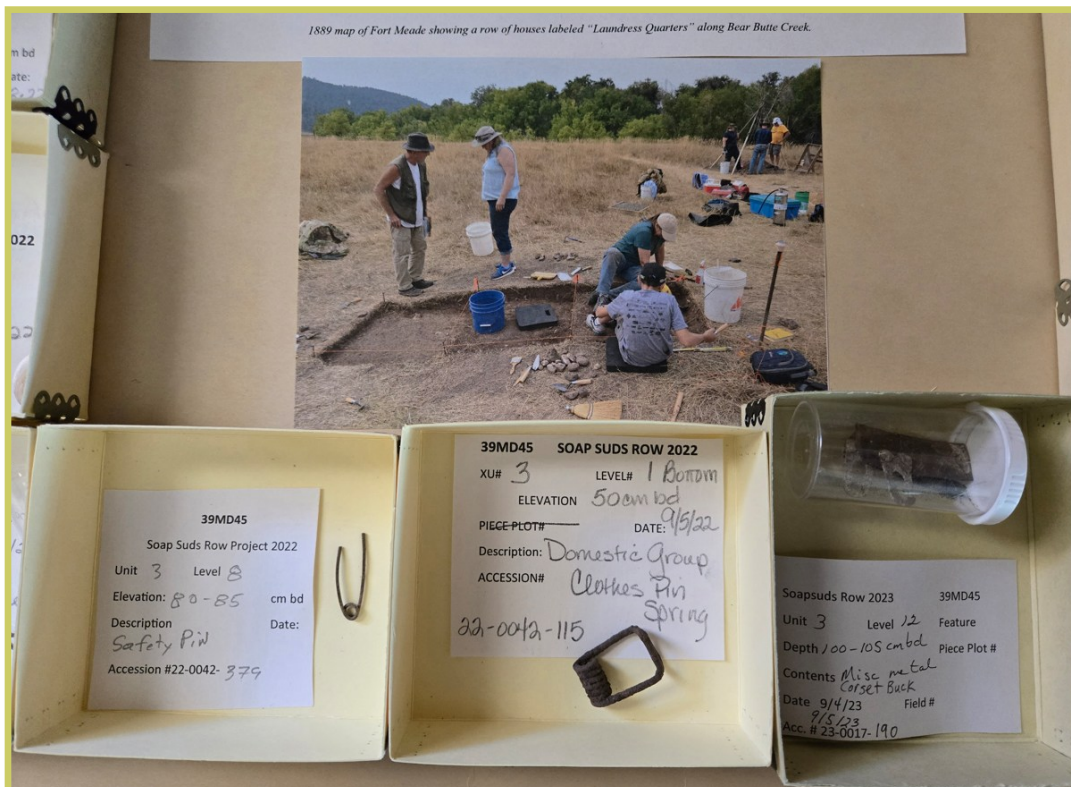 1889 map of Fort Meade showing a row of houses labeled "Laundress Quarters" along Bear Butte Creek.
m bd
ate:
022
39MD45
Soap Suds Row Project 2022
Unit 3 Level 8
Elevation: 80-85 cm bd
Description Date:
Safety Pin
Accession #22-0042-379
39MD45 SOAP SUDS ROW 2022
XU# 3 LEVEL# 1 Bottom
ELEVATION 50cm bd
PIECE PLOT# DATE: 9/5/22
Description: Domestic Group
ACCESSION# Clothes Pin
Spring
22-0042-115
Soapsuds Row 2023 39MD45
Unit 3 Level 12 Feature
Depth 100-105 cmbd Piece Plot #
Contents Misc metal
Corset Buck
Date 9/4/23 Field #
9/5/23
Acc. # 23-0017-190